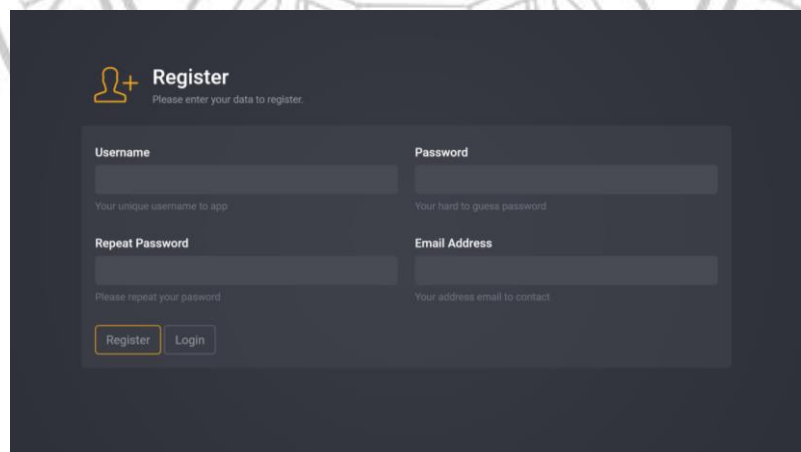 Register
Please enter your data to register.
Username
Password
Your unique username to app
Your hard to guess password
Repeat Password
Email Address
Please repeat your pasword
Your address email to contact
Register
Login